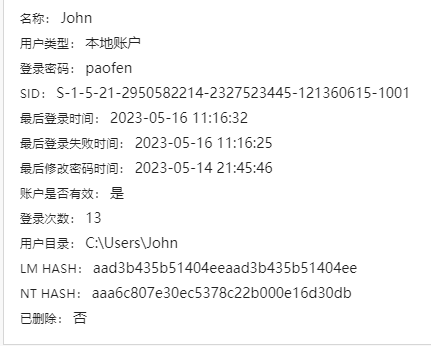 名称： John
用户类型： 本地账户
登录密码： paofen
SID： S-1-5-21-2950582214-2327523445-121360615-1001
最后登录时间： 2023-05-16 11:16:32
最后登录失败时间： 2023-05-16 11:16:25
最后修改密码时间： 2023-05-14 21:45:46
账户是否有效： 是
登录次数： 13
用户目录： C:\Users\John
LM HASH： aad3b435b51404eeaad3b435b51404ee
NT HASH： aaa6c807e30ec5378c22b000e16d30db
已删除： 否